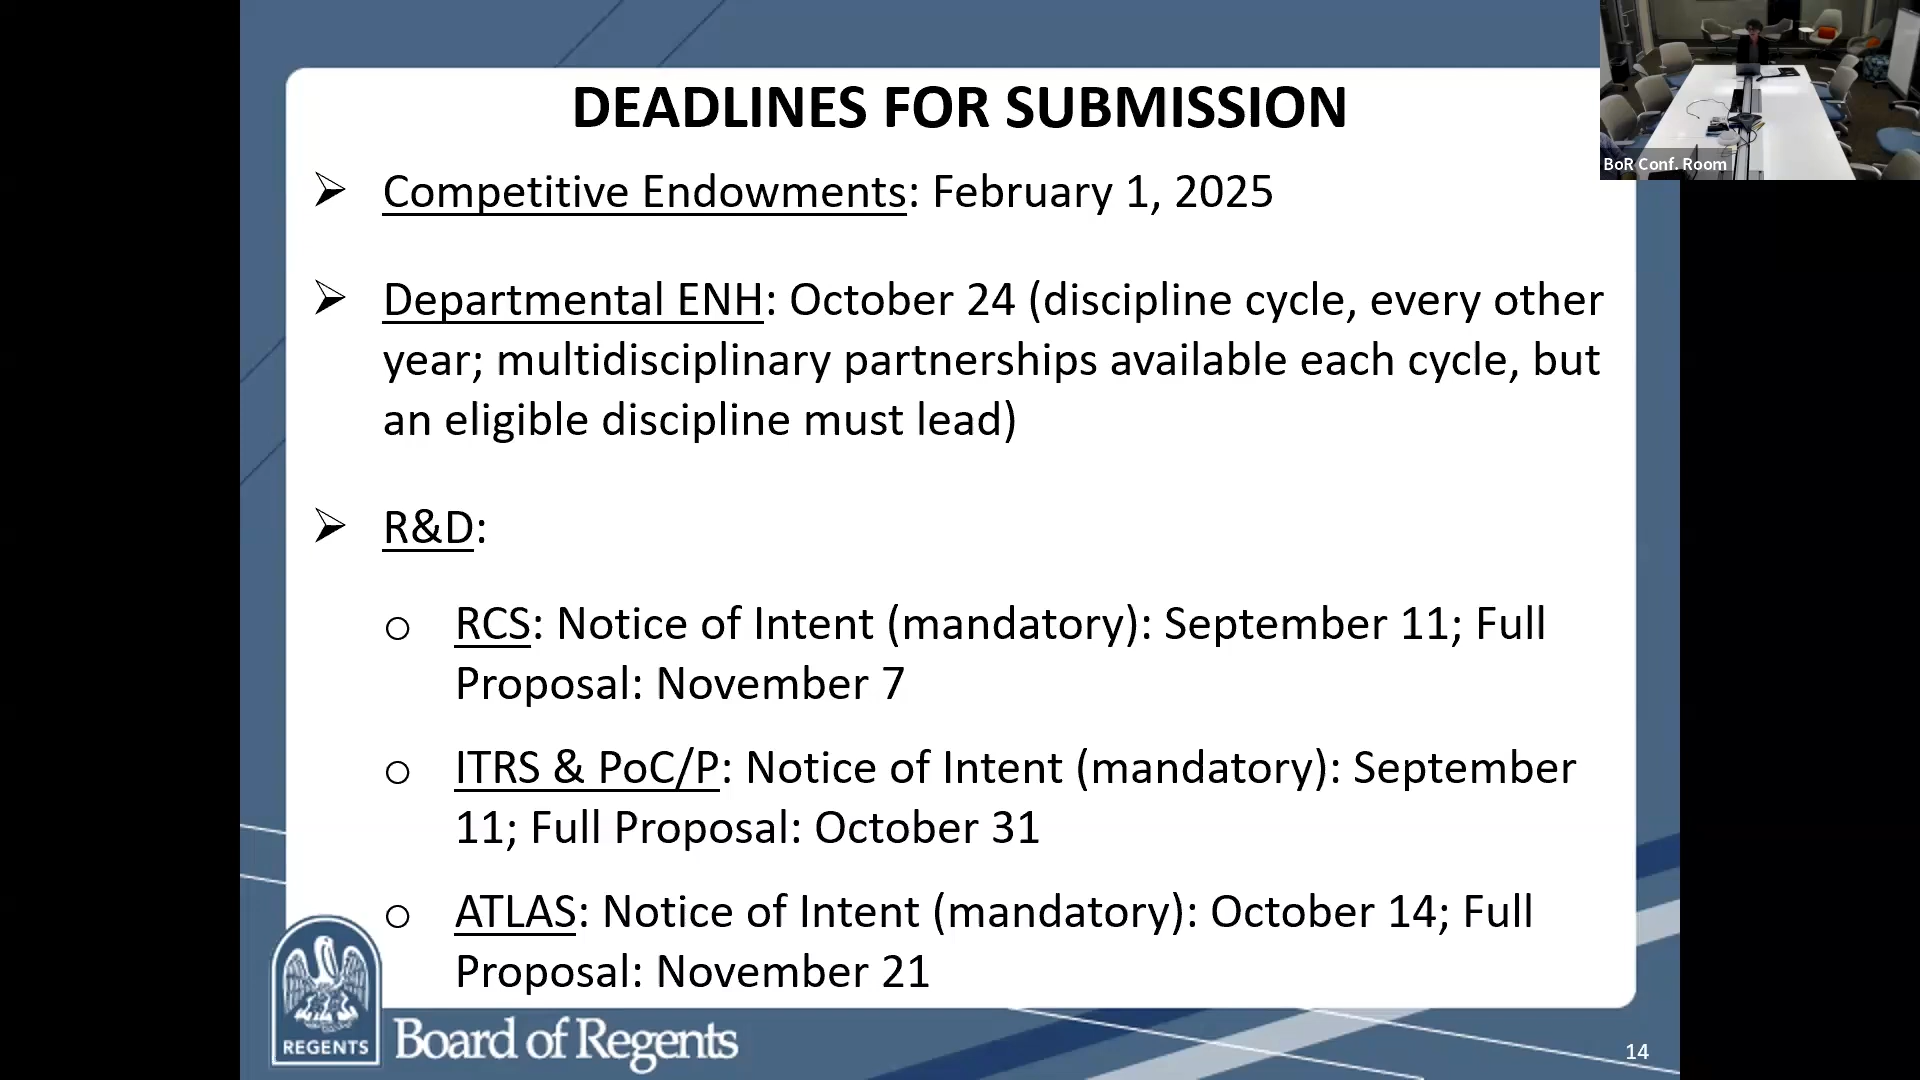 DEADLINES FOR SUBMISSION
BoR Conf. Room
➢ Competitive Endowments: February 1, 2025
➢ Departmental ENH: October 24 (discipline cycle, every other
year; multidisciplinary partnerships available each cycle, but
an eligible discipline must lead)
➢ R&D:
o RCS: Notice of Intent (mandatory): September 11; Full
Proposal: November 7
o ITRS & PoC/P: Notice of Intent (mandatory): September
11; Full Proposal: October 31
o ATLAS: Notice of Intent (mandatory): October 14; Full
Proposal: November 21
REGENTS
Board of Regents
14